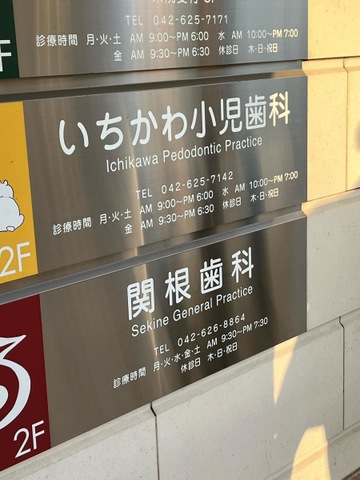 TEL 042-625-7171
診療時間 月・火・土 AM 9:00〜PM 6:00 水 AM 10:00〜PM 7:00
金 AM 9:30〜PM 6:30 休診日 木・日・祝日
F
いちかわ小児歯科
Ichikawa Pedodontic Practice
TEL 042-625-7142
診療時間 月・火・土 AM 9:00〜PM 6:00 水 AM 10:00〜PM 7:00
金 AM 9:30〜PM 6:30 休診日 木・日・祝日
2F
関根歯科
Sekine General Practice
TEL 042-626-8864
診療時間 月・火・水・金・土 AM 9:30〜PM 7:30
休診日 木・日・祝日
2F